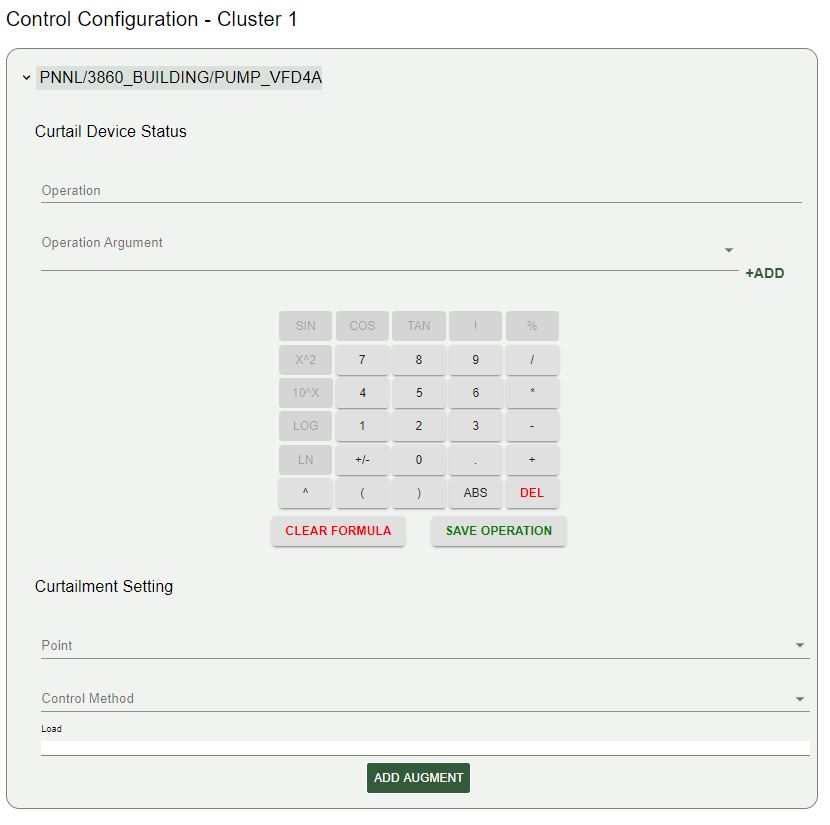 Control Configuration - Cluster 1
PNNL/3860_BUILDING/PUMP_VFD4A
Curtail Device Status
Operation
Operation Argument
+ADD
SIN COS TAN ! %
X^2 7 8 9 /
10^X 4 5 6 *
LOG 1 2 3 -
LN +/- 0 . +
^ ( ) ABS DEL
CLEAR FORMULA SAVE OPERATION
Curtailment Setting
Point
Control Method
Load
ADD AUGMENT